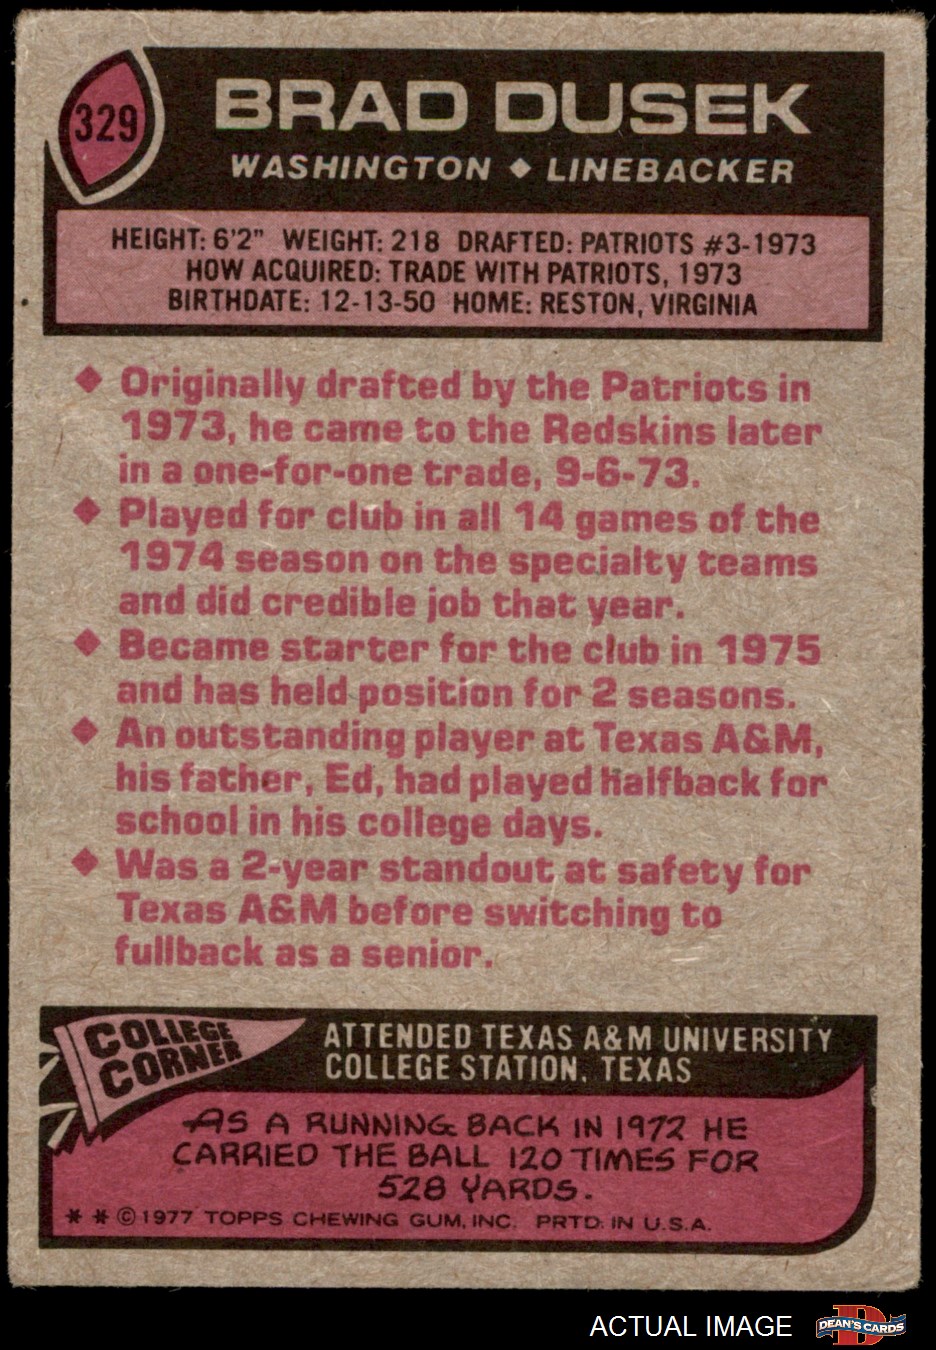 329
BRAD DUSEK
WASHINGTON ◆ LINEBACKER
HEIGHT: 6'2" WEIGHT: 218 DRAFTED: PATRIOTS #3-1973
HOW ACQUIRED: TRADE WITH PATRIOTS, 1973
BIRTHDATE: 12-13-50 HOME: RESTON, VIRGINIA
◆ Originally drafted by the Patriots in
1973, he came to the Redskins later
in a one-for-one trade, 9-6-73.
◆ Played for club in all 14 games of the
1974 season on the specialty teams
and did credible job that year.
◆ Became starter for the club in 1975
and has held position for 2 seasons.
◆ An outstanding player at Texas A&M,
his father, Ed, had played halfback for
school in his college days.
◆ Was a 2-year standout at safety for
Texas A&M before switching to
fullback as a senior.
COLLEGE
CORNER
ATTENDED TEXAS A&M UNIVERSITY
COLLEGE STATION, TEXAS
AS A RUNNING BACK IN 1972 HE
CARRIED THE BALL 120 TIMES FOR
528 YARDS.
* * © 1977 TOPPS CHEWING GUM, INC. PRTD. IN U.S.A.
ACTUAL IMAGE
D
DEAN'S CARDS